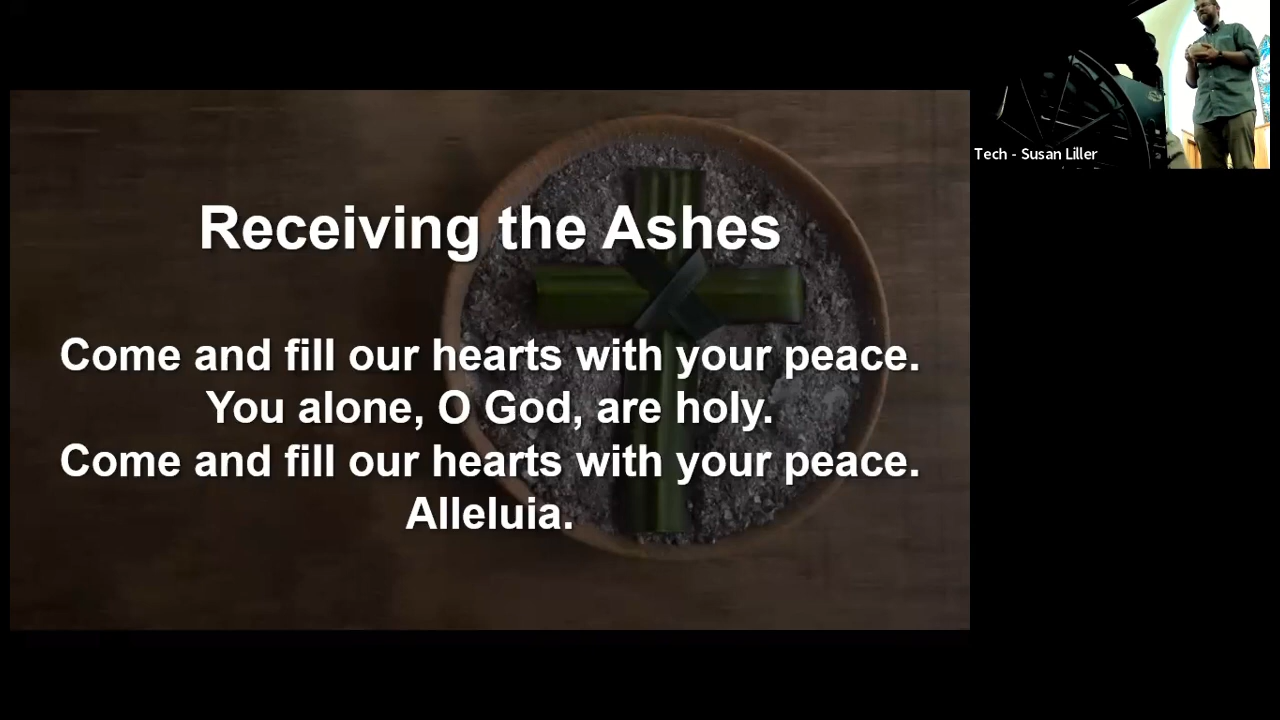 Receiving the Ashes
Come and fill our hearts with your peace.
You alone, O God, are holy.
Come and fill our hearts with your peace.
Alleluia.
Tech - Susan Liller